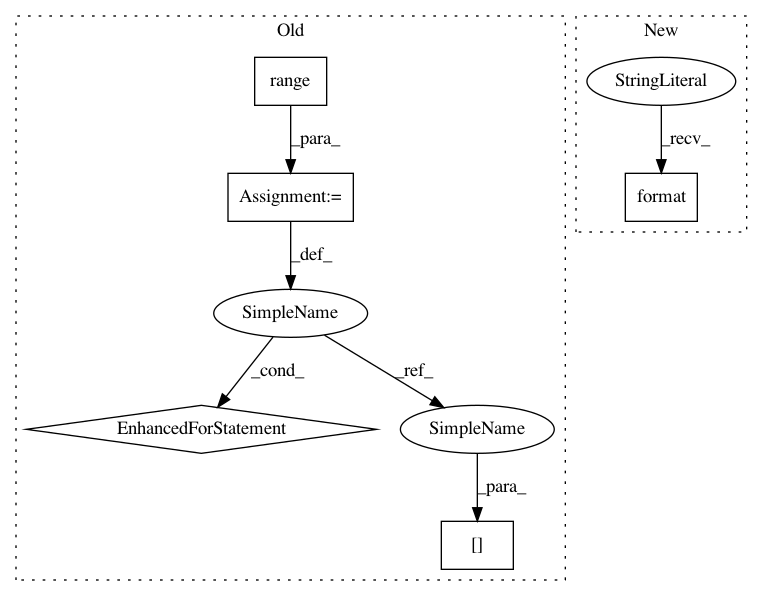 Old
New
range
StringLiteral
_para_
_recv_
Assignment:=
format
_def_
SimpleName
_cond_
_ref_
EnhancedForStatement
SimpleName
_para_
[]